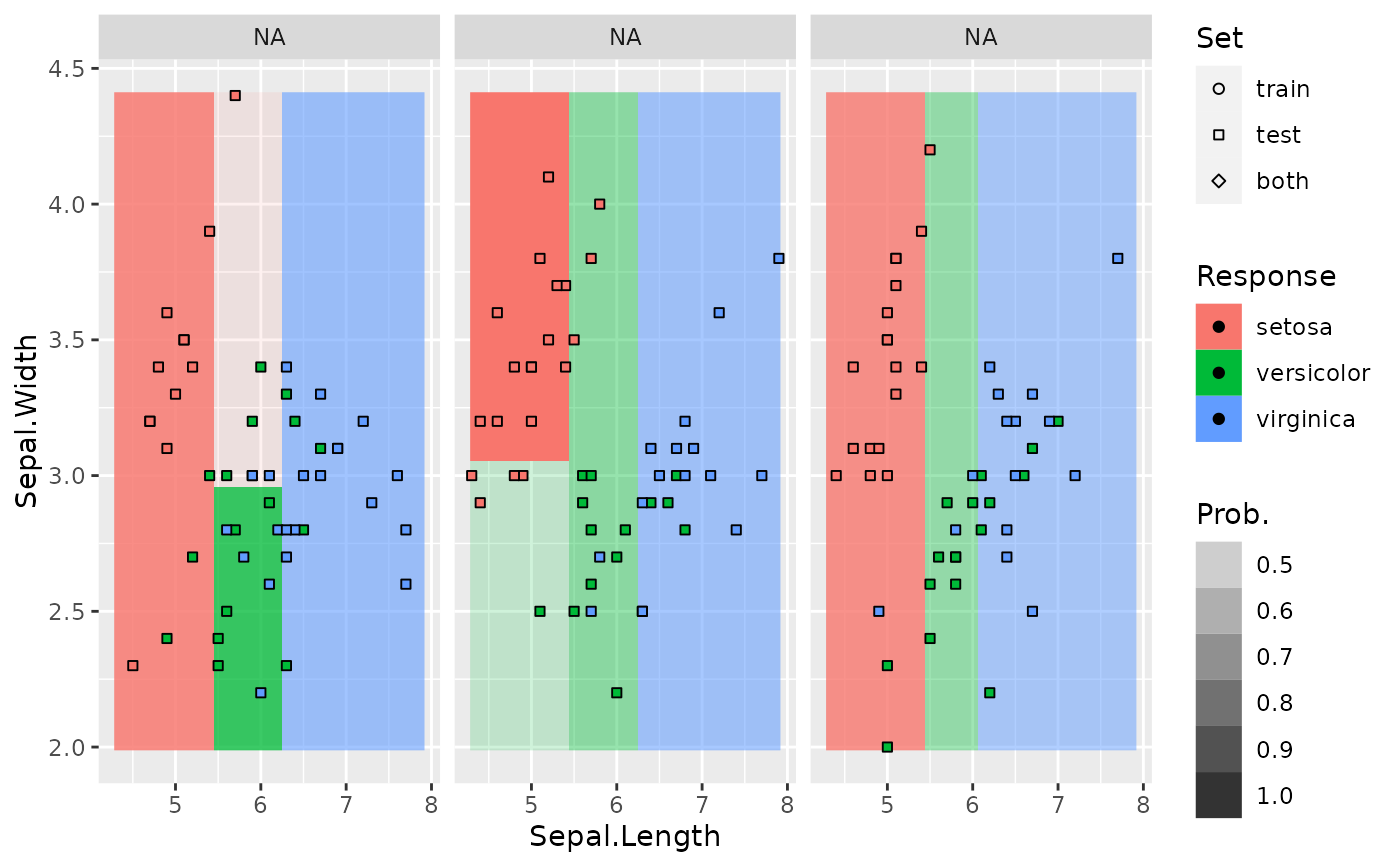 NA NA NA
4.5
4.0
3.5
3.0
2.5
2.0
Sepal.Width
5 6 7 8 5 6 7 8 5 6 7 8
Sepal.Length
Set
train
test
both
Response
setosa
versicolor
virginica
Prob.
0.5
0.6
0.7
0.8
0.9
1.0